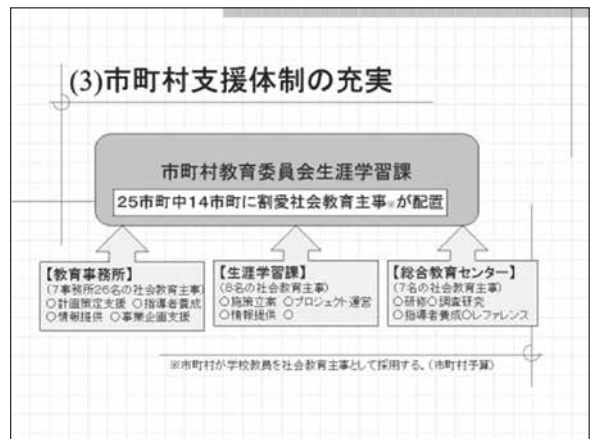 (3)市町村支援体制の充実
市町村教育委員会生涯学習課
25市町中14市町に割愛社会教育主事※が配置
【教育事務所】
(7事務所26名の社会教育主事)
○計画策定支援 ○指導者養成
○情報提供 ○事業企画支援
【生涯学習課】
(8名の社会教育主事)
○施策立案 ○プロジェクト運営
○情報提供 ○
【総合教育センター】
(7名の社会教育主事)
○研修○調査研究
○指導者養成○レファレンス
※市町村が学校教員を社会教育主事として採用する。(市町村予算)